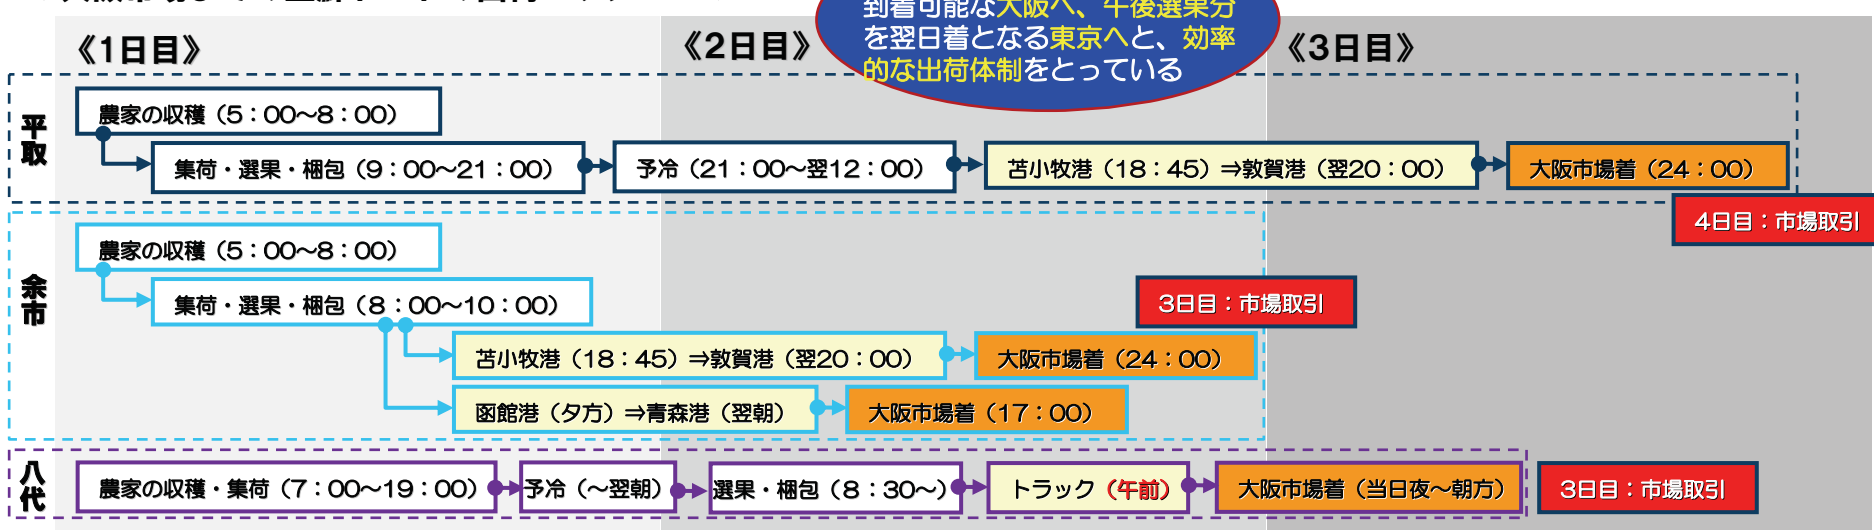 到着可能な大阪へ、午後選果分
を翌日着となる東京へと、効率
的な出荷体制をとっている
《1日目》
《2日目》
《3日目》
平取
農家の収穫（5：00〜8：00）
集荷・選果・梱包（9：00〜21：00）
予冷（21：00〜翌12：00）
苫小牧港（18：45）⇒敦賀港（翌20：00）
大阪市場着（24：00）
4日目：市場取引
余市
農家の収穫（5：00〜8：00）
集荷・選果・梱包（8：00〜10：00）
3日目：市場取引
苫小牧港（18：45）⇒敦賀港（翌20：00）
大阪市場着（24：00）
函館港（夕方）⇒青森港（翌朝）
大阪市場着（17：00）
八代
農家の収穫・集荷（7：00〜19：00）
予冷（〜翌朝）
選果・梱包（8：30〜）
トラック（午前）
大阪市場着（当日夜〜朝方）
3日目：市場取引